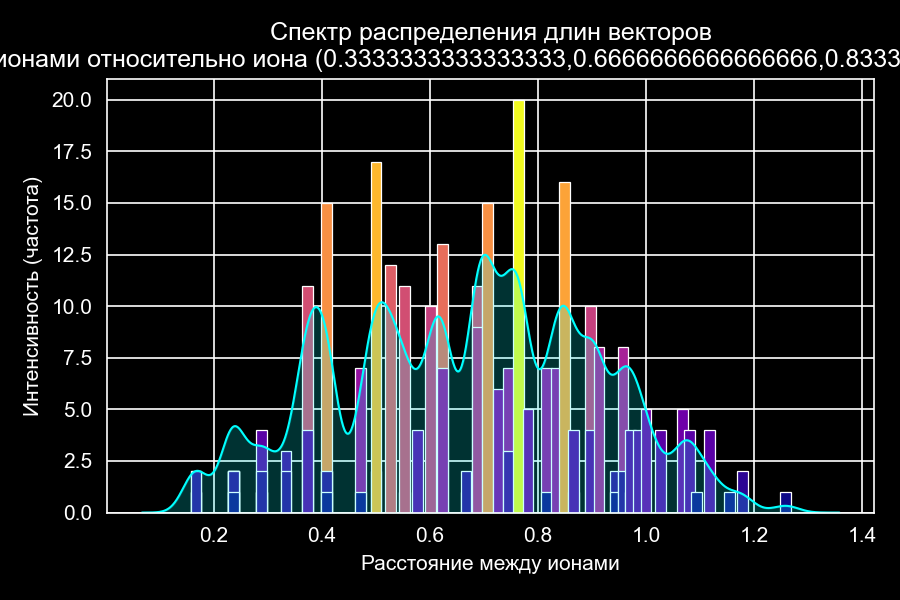 Спектр распределения длин векторов
ионами относительно иона (0.3333333333333333,0.6666666666666666,0.8333
20.0
17.5
15.0
12.5
10.0
7.5
5.0
2.5
0.0
Интенсивность (частота)
0.2 0.4 0.6 0.8 1.0 1.2 1.4
Расстояние между ионами